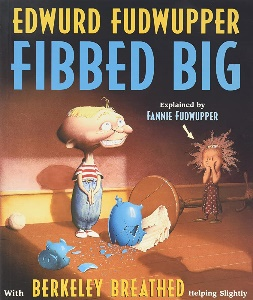 EDWURD FUDWUPPER
FIBBED BIG
Explained by
FANNIE FUDWUPPER
With BERKELEY BREATHED Helping Slightly